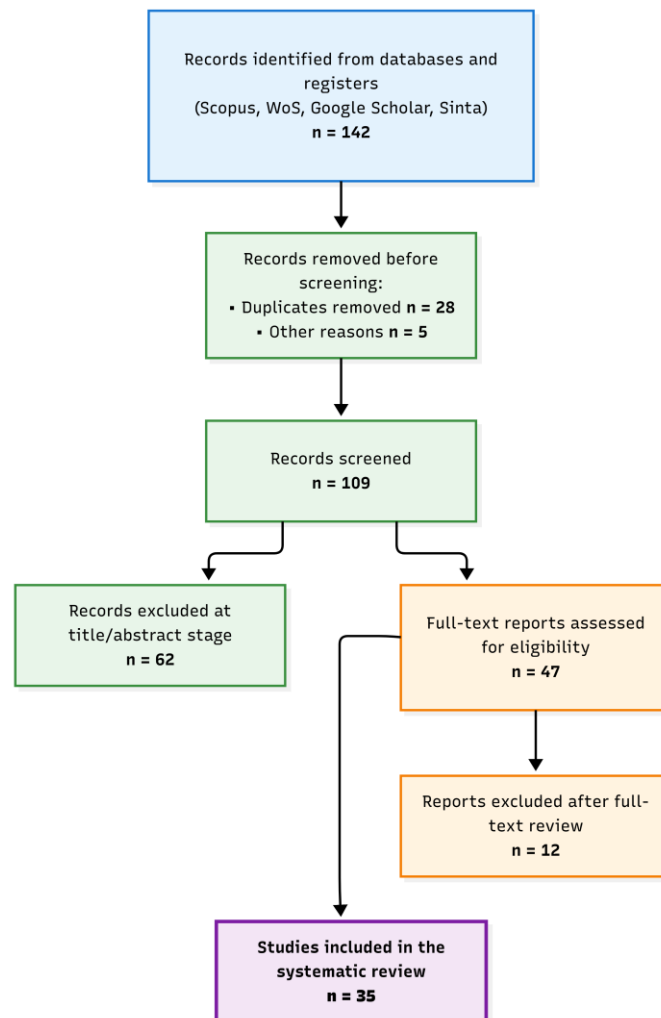 Records identified from databases and
registers
(Scopus, WoS, Google Scholar, Sinta)
n = 142
Records removed before
screening:
▪ Duplicates removed n = 28
▪ Other reasons n = 5
Records screened
n = 109
Records excluded at
title/abstract stage
n = 62
Full-text reports assessed
for eligibility
n = 47
Reports excluded after full-
text review
n = 12
Studies included in the
systematic review
n = 35